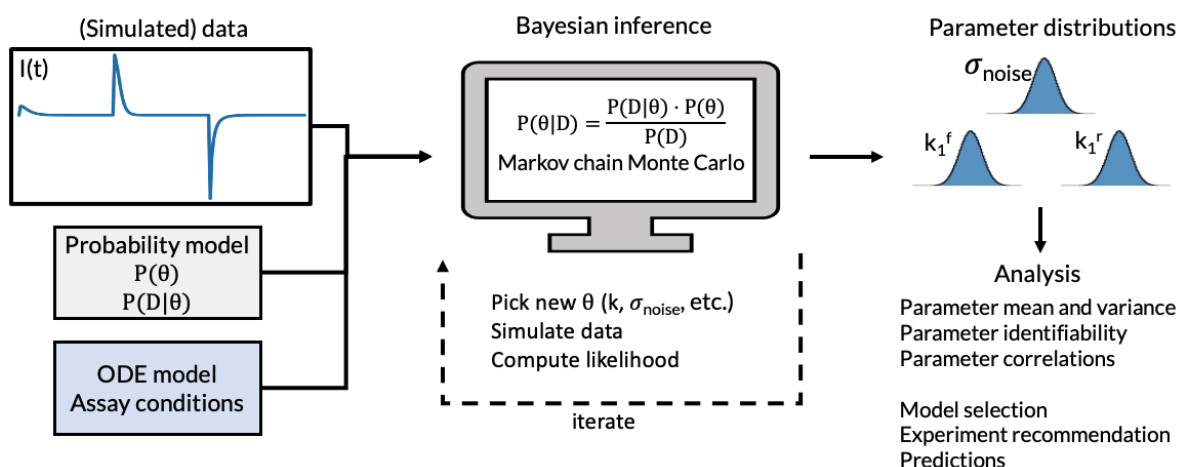 (Simulated) data
I(t)
Probability model
P(θ)
P(D|θ)
ODE model
Assay conditions
Bayesian inference
P(θ|D) = P(D|θ) · P(θ) / P(D)
Markov chain Monte Carlo
Pick new θ (k, σnoise, etc.)
Simulate data
Compute likelihood
iterate
Parameter distributions
σnoise
k₁ᶠ
k₁ʳ
Analysis
Parameter mean and variance
Parameter identifiability
Parameter correlations
Model selection
Experiment recommendation
Predictions